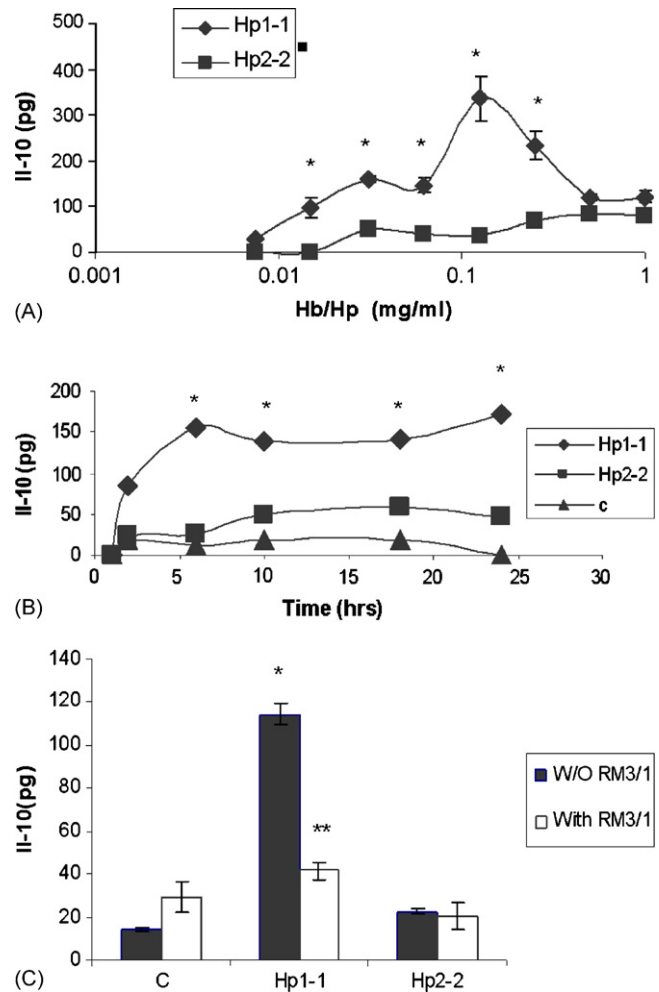 500
Hp1-1
Hp2-2
400
300
200
100
0
* * * * *
Il-10 (pg)
0.001 0.01 0.1 1
Hb/Hp (mg/ml)
(A)
200
150
100
50
0
* * * *
Il-10 (pg)
Hp1-1
Hp2-2
c
0 5 10 15 20 25 30
Time (hrs)
(B)
140
120
100
80
60
40
20
0
*
**
Il-10(pg)
W/O RM3/1
With RM3/1
C Hp1-1 Hp2-2
(C)